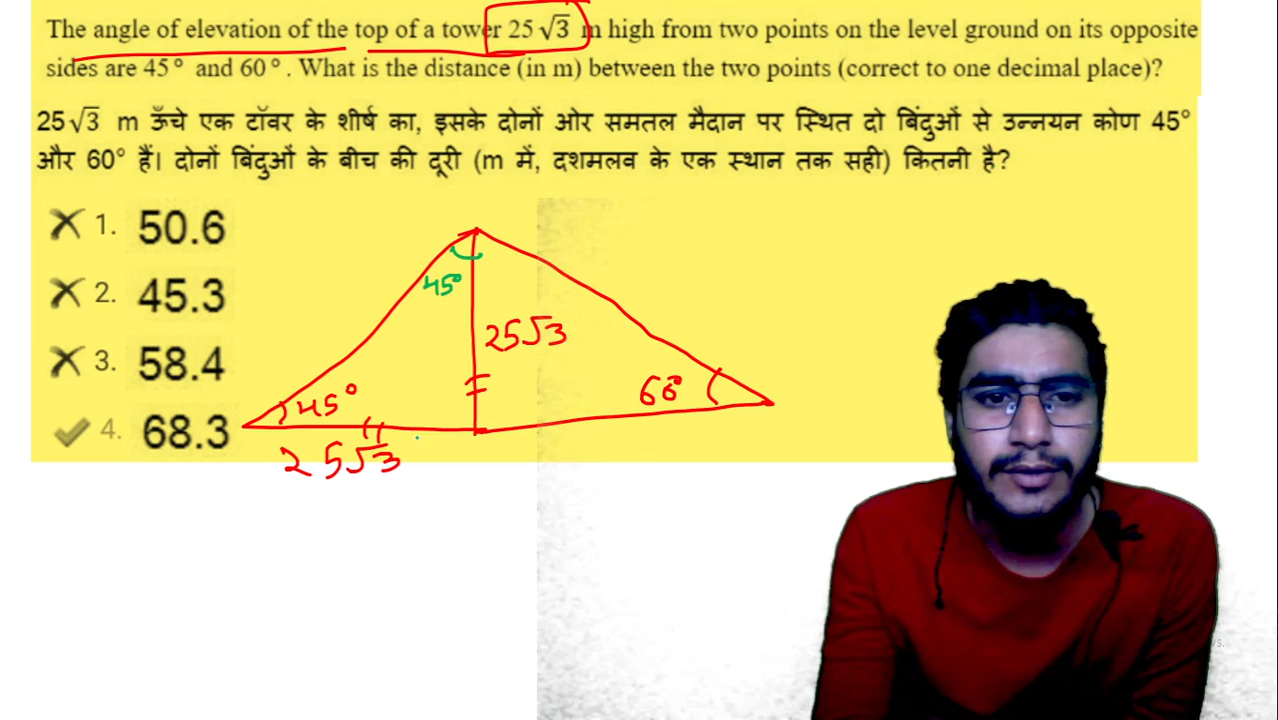 The angle of elevation of the top of a tower 25√3 m high from two points on the level ground on its opposite
sides are 45° and 60°. What is the distance (in m) between the two points (correct to one decimal place)?
25√3 m ऊँचे एक टॉवर के शीर्ष का, इसके दोनों ओर समतल मैदान पर स्थित दो बिंदुओं से उन्नयन कोण 45°
और 60° हैं। दोनों बिंदुओं के बीच की दूरी (m में, दशमलव के एक स्थान तक सही) कितनी है?
1. 50.6
2. 45.3
3. 58.4
4. 68.3
45°
25√3
45°
60°
25√3